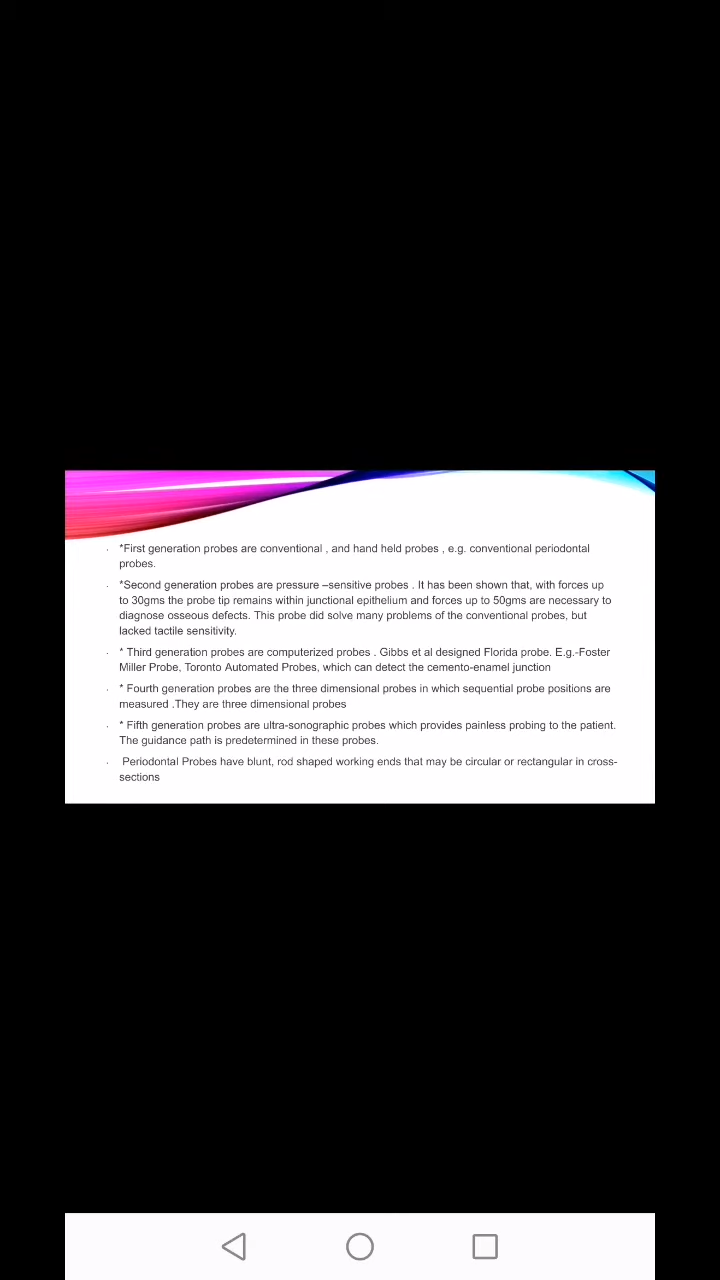 · *First generation probes are conventional , and hand held probes , e.g. conventional periodontal
probes.
· *Second generation probes are pressure –sensitive probes . It has been shown that, with forces up
to 30gms the probe tip remains within junctional epithelium and forces up to 50gms are necessary to
diagnose osseous defects. This probe did solve many problems of the conventional probes, but
lacked tactile sensitivity.
· * Third generation probes are computerized probes . Gibbs et al designed Florida probe. E.g.-Foster
Miller Probe, Toronto Automated Probes, which can detect the cemento-enamel junction
· * Fourth generation probes are the three dimensional probes in which sequential probe positions are
measured .They are three dimensional probes
· * Fifth generation probes are ultra-sonographic probes which provides painless probing to the patient.
The guidance path is predetermined in these probes.
· Periodontal Probes have blunt, rod shaped working ends that may be circular or rectangular in cross-
sections